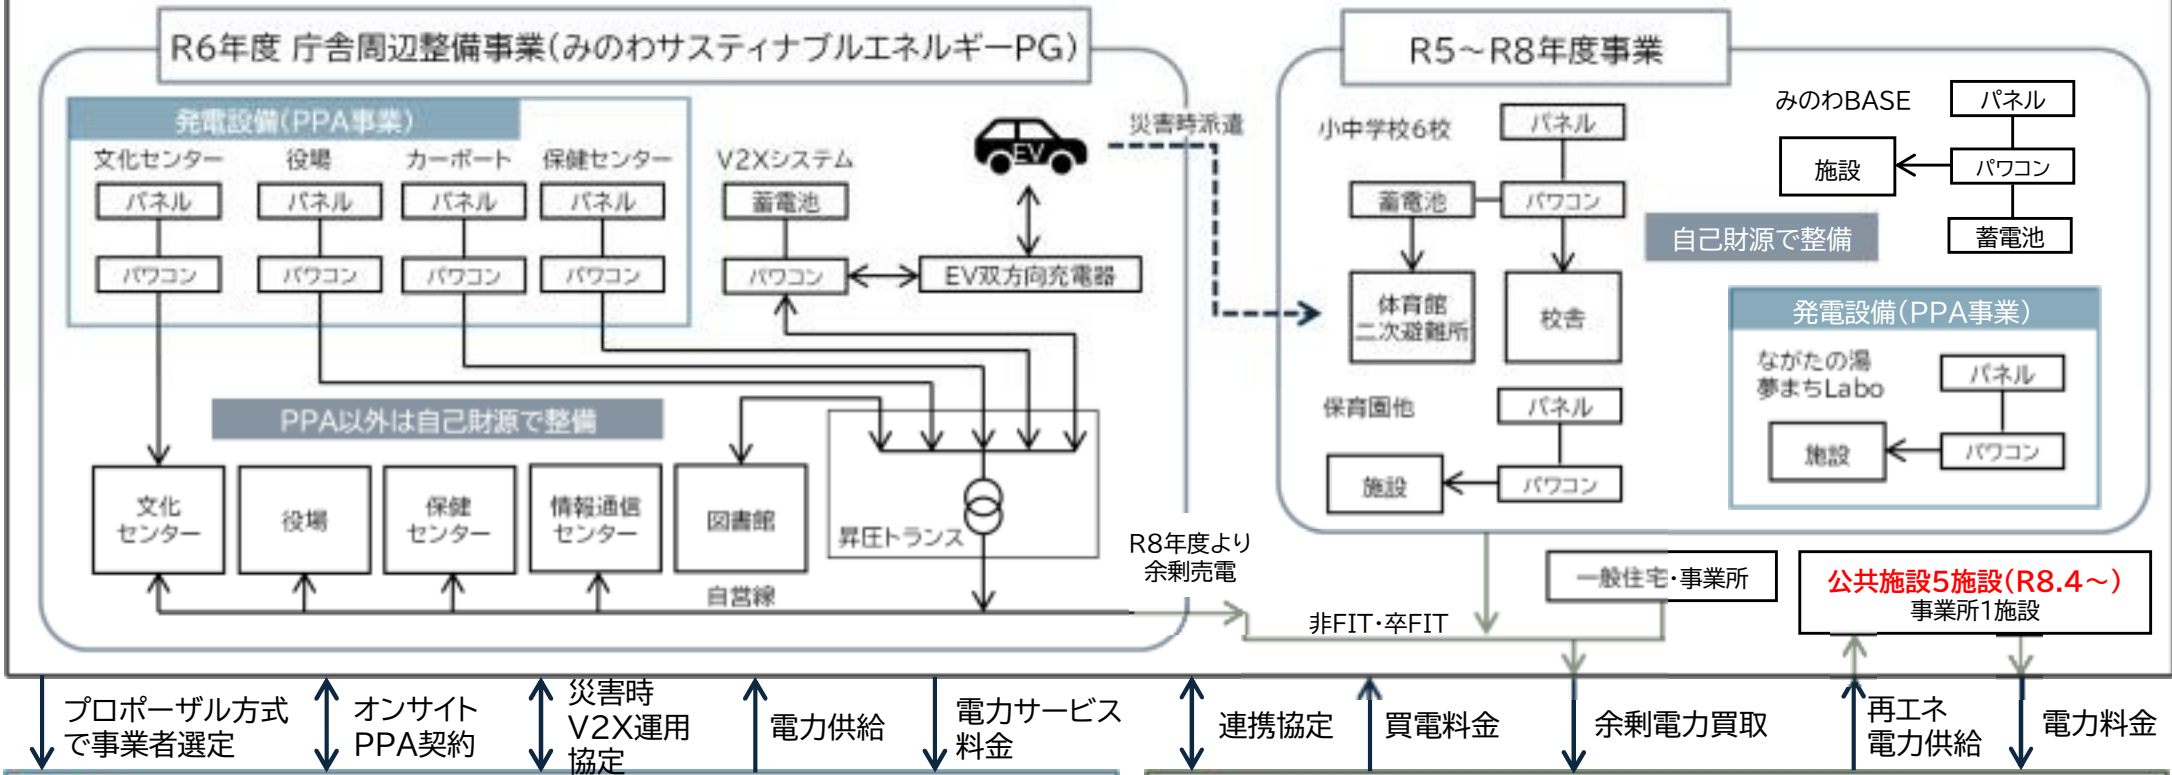 R6年度 庁舎周辺整備事業(みのわサスティナブルエネルギーPG)
発電設備(PPA事業)
文化センター
役場
カーポート
保健センター
パネル
パネル
パネル
パネル
パワコン
パワコン
パワコン
パワコン
V2Xシステム
蓄電池
パワコン
EV
EV双方向充電器
災害時派遣
PPA以外は自己財源で整備
文化
センター
役場
保健
センター
情報通信
センター
図書館
昇圧トランス
自営線
R5～R8年度事業
小中学校6校
パネル
蓄電池
パワコン
体育館
二次避難所
校舎
みのわBASE
パネル
施設
パワコン
蓄電池
自己財源で整備
保育園他
パネル
施設
パワコン
発電設備(PPA事業)
ながたの湯
夢まちLabo
パネル
施設
パワコン
R8年度より
余剰売電
非FIT・卒FIT
一般住宅・事業所
公共施設5施設(R8.4～)
事業所1施設
プロポーザル方式
で事業者選定
オンサイト
PPA契約
災害時
V2X運用
協定
電力供給
電力サービス
料金
連携協定
買電料金
余剰電力買取
再エネ
電力供給
電力料金